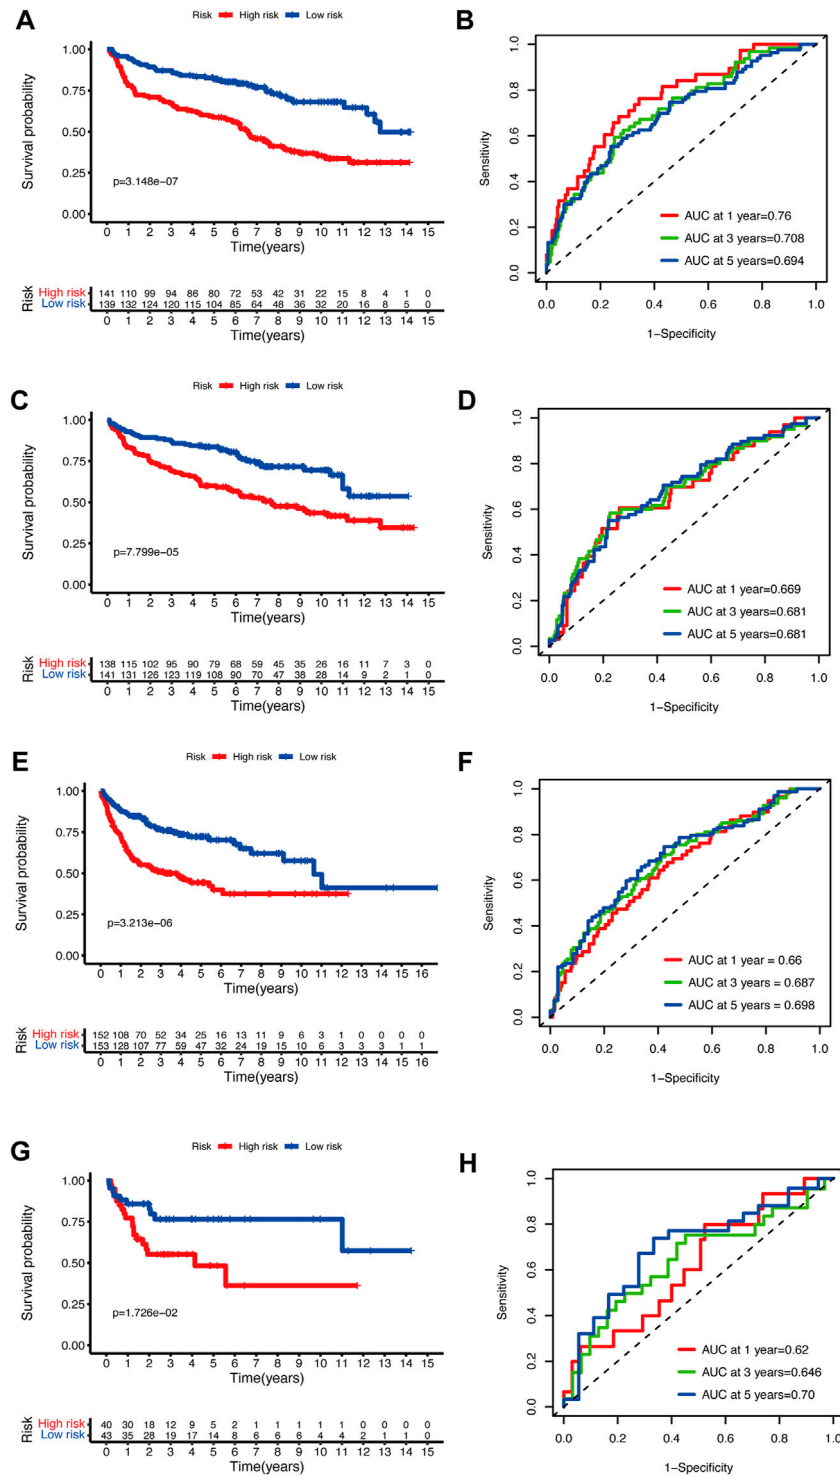 A
Risk High risk Low risk
Survival probability
1.00
0.75
0.50
0.25
0.00
p=3.148e−07
0 1 2 3 4 5 6 7 8 9 10 11 12 13 14 15
Time(years)
Risk
High risk 141 110 99 94 86 80 72 53 42 31 22 15 8 4 1 0
Low risk 139 132 124 120 115 104 85 64 48 36 32 20 16 8 5 0
0 1 2 3 4 5 6 7 8 9 10 11 12 13 14 15
Time(years)
B
Sensitivity
1.0
0.8
0.6
0.4
0.2
0.0
AUC at 1 year=0.76
AUC at 3 years=0.708
AUC at 5 years=0.694
0.0 0.2 0.4 0.6 0.8 1.0
1−Specificity
C
Risk High risk Low risk
Survival probability
1.00
0.75
0.50
0.25
0.00
p=7.799e−05
0 1 2 3 4 5 6 7 8 9 10 11 12 13 14 15
Time(years)
Risk
High risk 138 115 102 95 90 79 68 59 45 35 26 16 11 7 3 0
Low risk 141 131 126 123 119 108 90 70 47 38 28 14 9 2 1 0
0 1 2 3 4 5 6 7 8 9 10 11 12 13 14 15
Time(years)
D
Sensitivity
1.0
0.8
0.6
0.4
0.2
0.0
AUC at 1 year=0.669
AUC at 3 years=0.681
AUC at 5 years=0.681
0.0 0.2 0.4 0.6 0.8 1.0
1−Specificity
E
Risk High risk Low risk
Survival probability
1.00
0.75
0.50
0.25
0.00
p=3.213e−06
0 1 2 3 4 5 6 7 8 9 10 11 12 13 14 15 16
Time(years)
Risk
High risk 152 108 70 52 34 25 16 13 11 9 6 3 1 0 0 0 0
Low risk 153 128 107 77 59 47 32 24 19 15 10 6 3 3 3 1 1
0 1 2 3 4 5 6 7 8 9 10 11 12 13 14 15 16
Time(years)
F
Sensitivity
1.0
0.8
0.6
0.4
0.2
0.0
AUC at 1 year = 0.66
AUC at 3 years = 0.687
AUC at 5 years = 0.698
0.0 0.2 0.4 0.6 0.8 1.0
1−Specificity
G
Risk High risk Low risk
Survival probability
1.00
0.75
0.50
0.25
0.00
p=1.726e−02
0 1 2 3 4 5 6 7 8 9 10 11 12 13 14 15
Time(years)
Risk
High risk 40 30 18 12 9 5 2 1 1 1 1 1 0 0 0 0
Low risk 43 35 28 19 17 14 8 6 6 6 4 4 2 1 1 0
0 1 2 3 4 5 6 7 8 9 10 11 12 13 14 15
Time(years)
H
Sensitivity
1.0
0.8
0.6
0.4
0.2
0.0
AUC at 1 year=0.62
AUC at 3 years=0.646
AUC at 5 years=0.70
0.0 0.2 0.4 0.6 0.8 1.0
1−Specificity